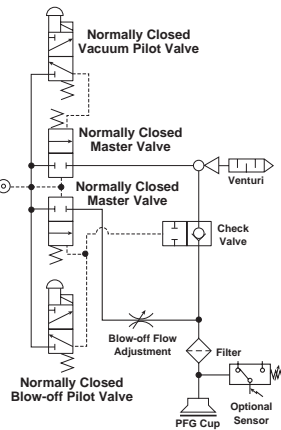 Normally Closed
Vacuum Pilot Valve
Normally Closed
Master Valve
Venturi
Normally Closed
Master Valve
Check
Valve
Blow-off Flow
Adjustment
Filter
Normally Closed
Blow-off Pilot Valve
PFG Cup
Optional
Sensor